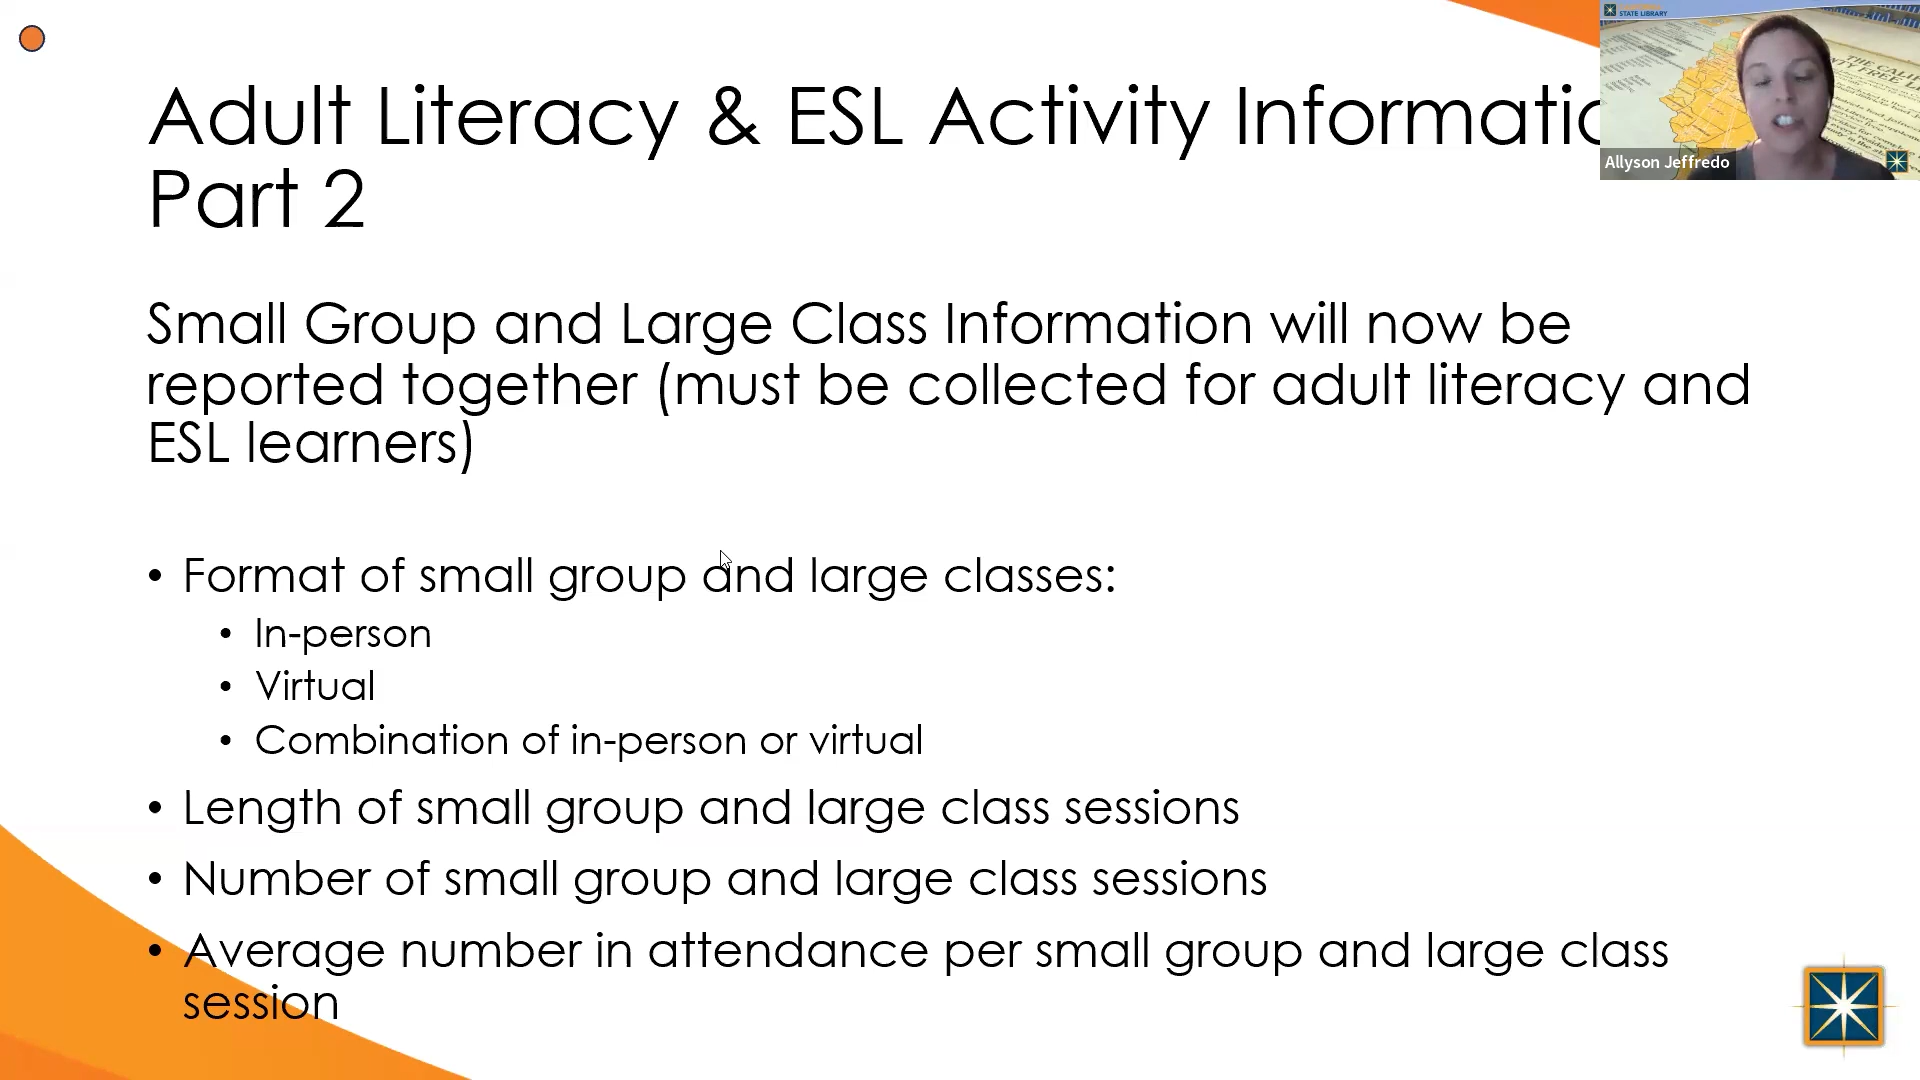 Adult Literacy & ESL Activity Informatio
Part 2
STATE LIBRARY
Allyson Jeffredo
Small Group and Large Class Information will now be
reported together (must be collected for adult literacy and
ESL learners)
• Format of small group and large classes:
• In-person
• Virtual
• Combination of in-person or virtual
• Length of small group and large class sessions
• Number of small group and large class sessions
• Average number in attendance per small group and large class
session